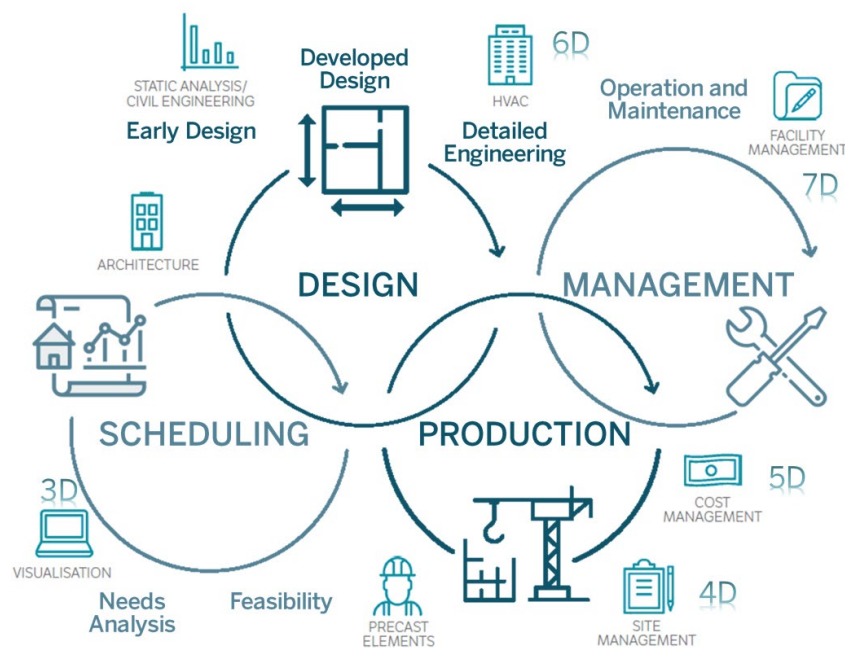 STATIC ANALYSIS/
CIVIL ENGINEERING
Early Design
Developed
Design
HVAC
6D
Detailed
Engineering
Operation and
Maintenance
FACILITY
MANAGEMENT
7D
ARCHITECTURE
DESIGN
MANAGEMENT
SCHEDULING
PRODUCTION
3D
VISUALISATION
Needs
Analysis
Feasibility
PRECAST
ELEMENTS
COST
MANAGEMENT
5D
SITE
MANAGEMENT
4D